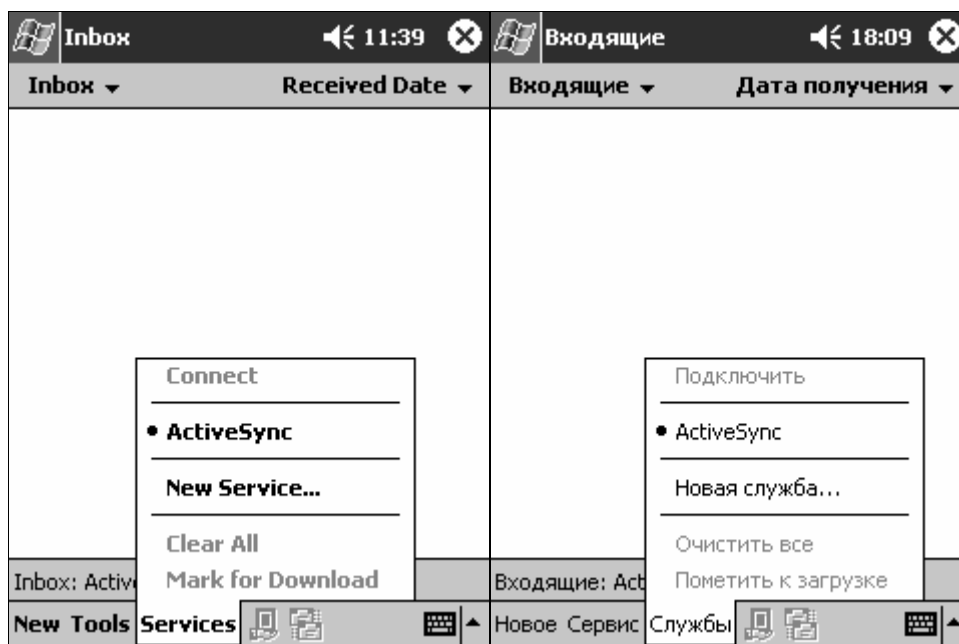 Inbox 11:39
Inbox Received Date
Connect
ActiveSync
New Service...
Clear All
Mark for Download
Inbox:
New Tools Services
Входящие 18:09
Входящие Дата получения
Подключить
ActiveSync
Новая служба...
Очистить все
Пометить к загрузке
Входящие: Act
Новое Сервис Службы